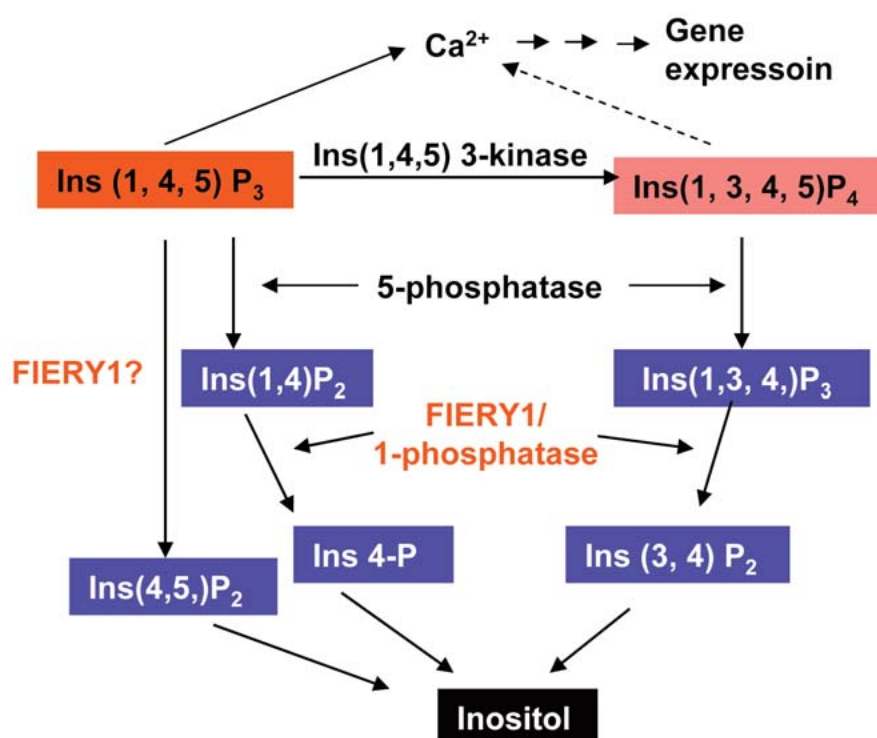 Ca²⁺
Gene
expressoin
Ins(1,4,5) 3-kinase
Ins (1, 4, 5) P₃
Ins(1, 3, 4, 5)P₄
5-phosphatase
FIERY1?
Ins(1,4)P₂
Ins(1,3, 4,)P₃
FIERY1/
1-phosphatase
Ins 4-P
Ins (3, 4) P₂
Ins(4,5,)P₂
Inositol